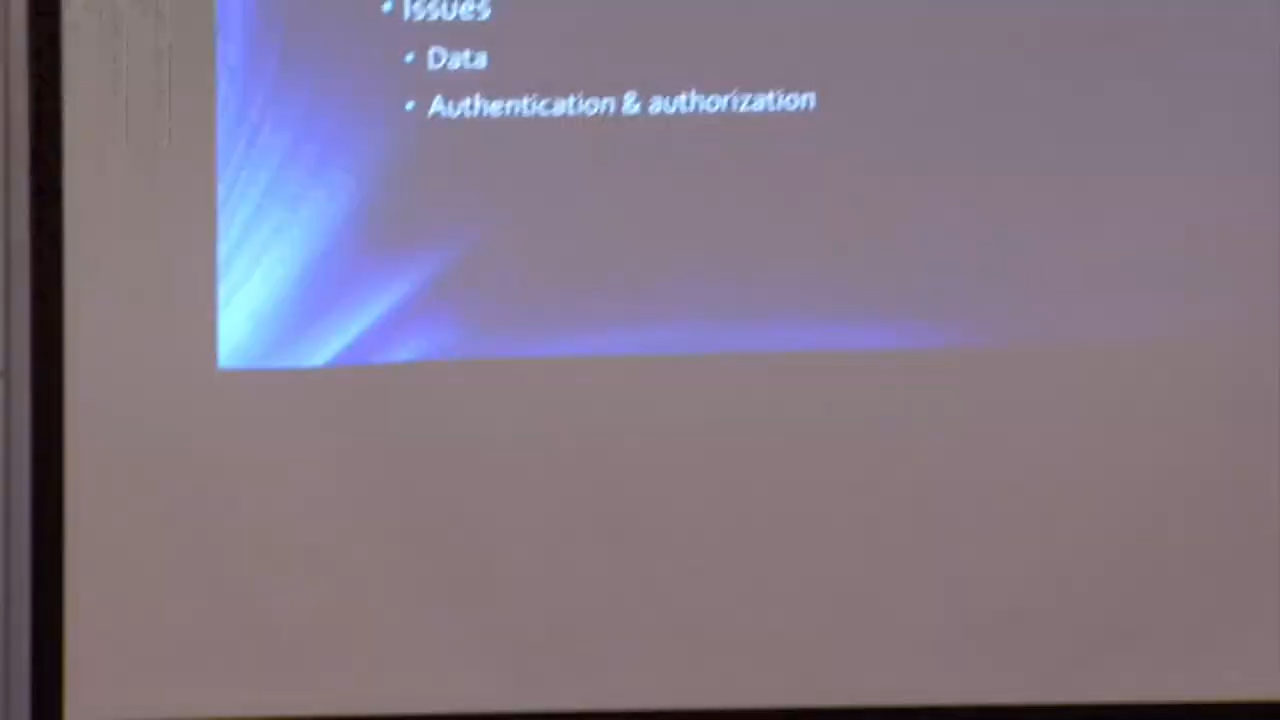 • Issues
• Data
• Authentication & authorization